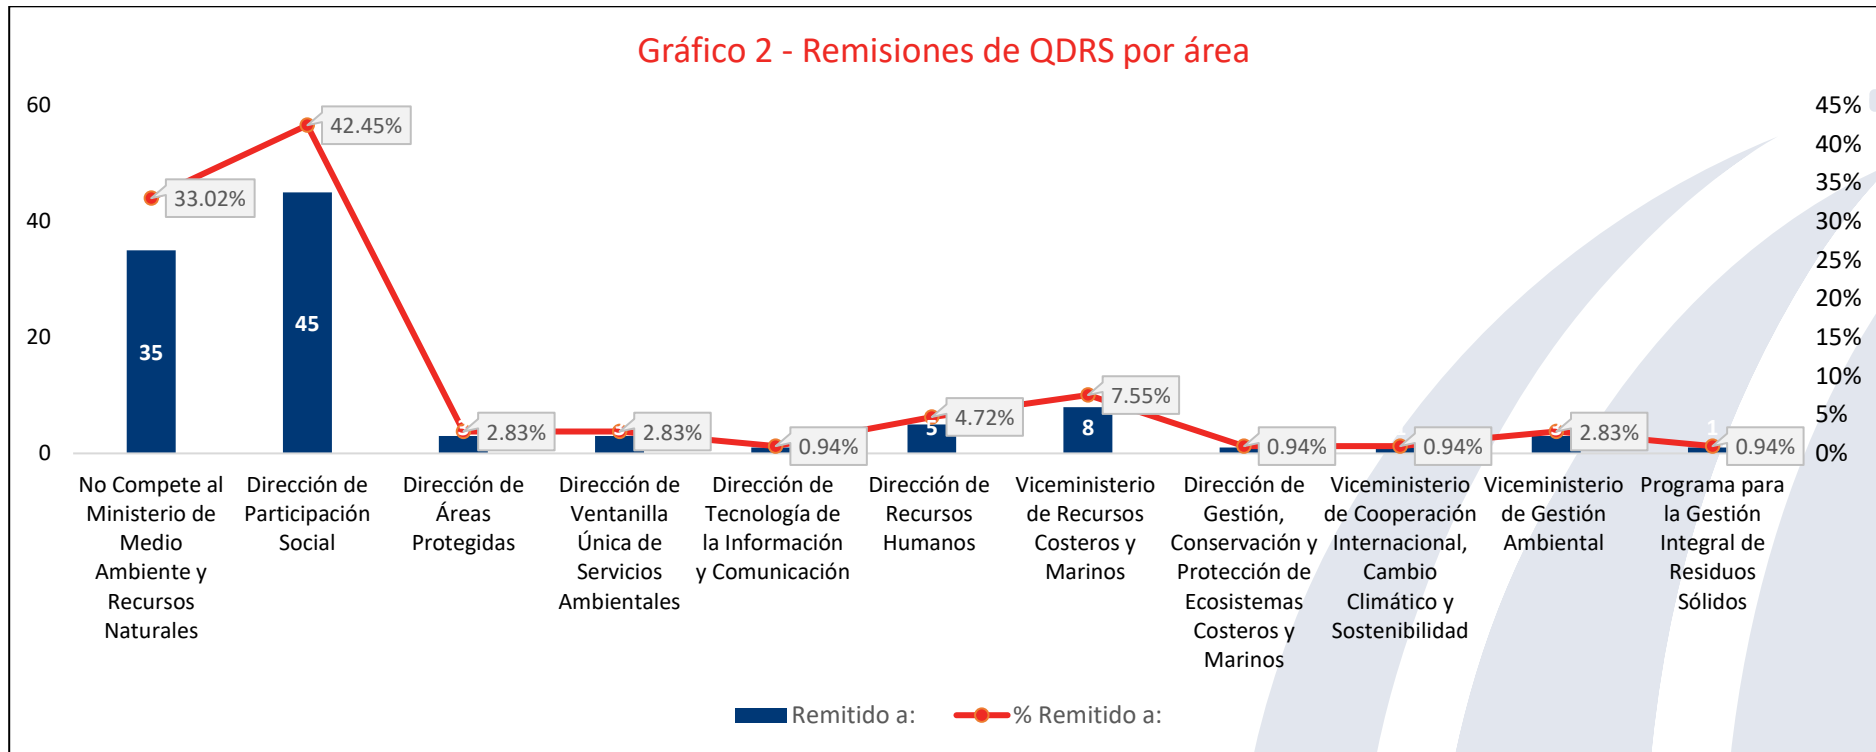 Gráfico 2 - Remisiones de QDRS por área
60
40
20
0
45%
40%
35%
30%
25%
20%
15%
10%
5%
0%
33.02%
42.45%
2.83%
2.83%
0.94%
4.72%
7.55%
0.94%
0.94%
2.83%
0.94%
35
45
3
3
5
8
3
1
No Compete al
Ministerio de
Medio
Ambiente y
Recursos
Naturales
Dirección de
Participación
Social
Dirección de
Áreas
Protegidas
Dirección de
Ventanilla
Única de
Servicios
Ambientales
Dirección de
Tecnología de
la Información
y Comunicación
Dirección de
Recursos
Humanos
Viceministerio
de Recursos
Costeros y
Marinos
Dirección de
Gestión,
Conservación y
Protección de
Ecosistemas
Costeros y
Marinos
Viceministerio
de Cooperación
Internacional,
Cambio
Climático y
Sostenibilidad
Viceministerio
de Gestión
Ambiental
Programa para
la Gestión
Integral de
Residuos
Sólidos
Remitido a:
% Remitido a: